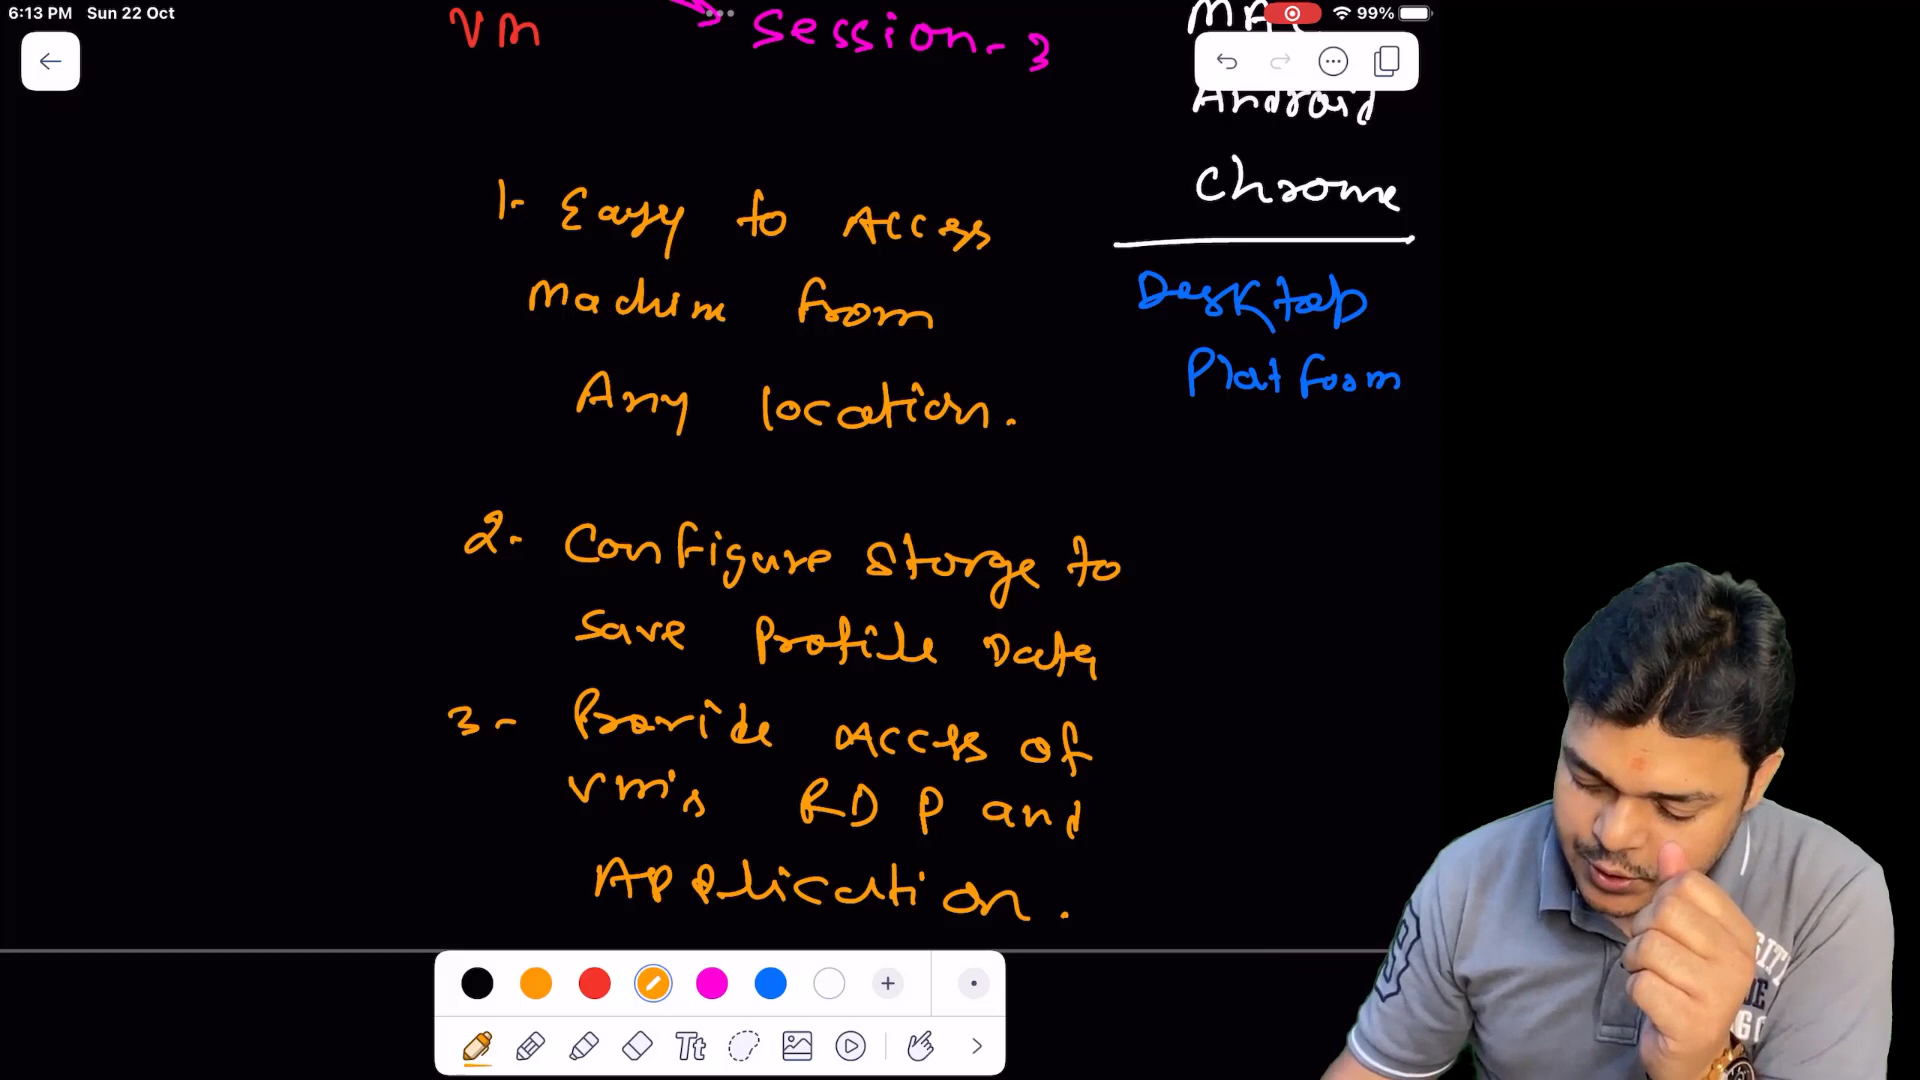 6:13 PM Sun 22 Oct
99%
Vm
Session-3
Android
Chrome
Desktop
Platform
1- Easy to Access
Machine from
Any location.
2- Configure Storge to
Save Profile Data
3- Provide Access of
Vm's RDP and
Application.
Tt